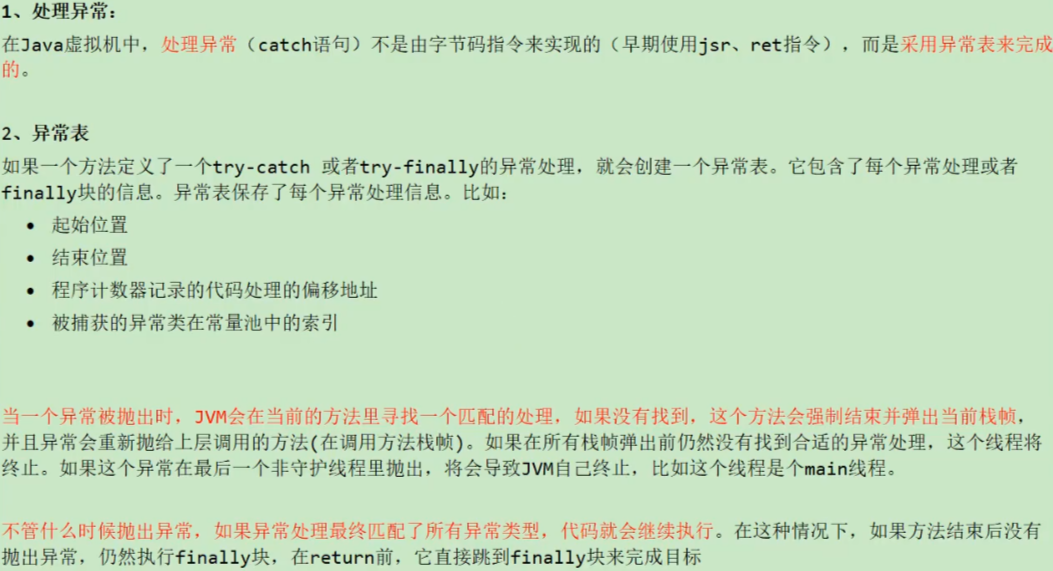 1、处理异常：
在Java虚拟机中，处理异常（catch语句）不是由字节码指令来实现的（早期使用jsr、ret指令），而是采用异常表来完成
的。
2、异常表
如果一个方法定义了一个try-catch 或者try-finally的异常处理，就会创建一个异常表。它包含了每个异常处理或者
finally块的信息。异常表保存了每个异常处理信息。比如：
• 起始位置
• 结束位置
• 程序计数器记录的代码处理的偏移地址
• 被捕获的异常类在常量池中的索引
当一个异常被抛出时，JVM会在当前的方法里寻找一个匹配的处理，如果没有找到，这个方法会强制结束并弹出当前栈帧，
并且异常会重新抛给上层调用的方法(在调用方法栈帧)。如果在所有栈帧弹出前仍然没有找到合适的异常处理，这个线程将
终止。如果这个异常在最后一个非守护线程里抛出，将会导致JVM自己终止，比如这个线程是个main线程。
不管什么时候抛出异常，如果异常处理最终匹配了所有异常类型，代码就会继续执行。在这种情况下，如果方法结束后没有
抛出异常，仍然执行finally块，在return前，它直接跳到finally块来完成目标